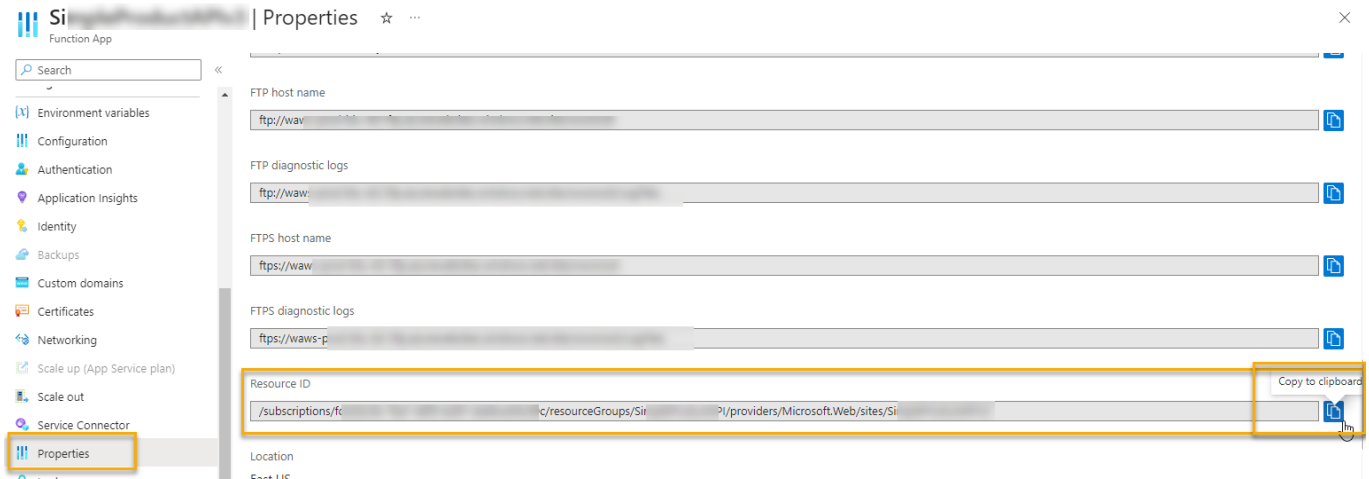 Si | Properties
Function App
Search
Environment variables
Configuration
Authentication
Application Insights
Identity
Backups
Custom domains
Certificates
Networking
Scale up (App Service plan)
Scale out
Service Connector
Properties
FTP host name
ftp://wav
FTP diagnostic logs
ftp://waws
FTPS host name
ftps://waw
FTPS diagnostic logs
ftps://waws-p
Resource ID
Copy to clipboard
/subscriptions/f c/resourceGroups/Si PI/providers/Microsoft.Web/sites/Si
Location
East US